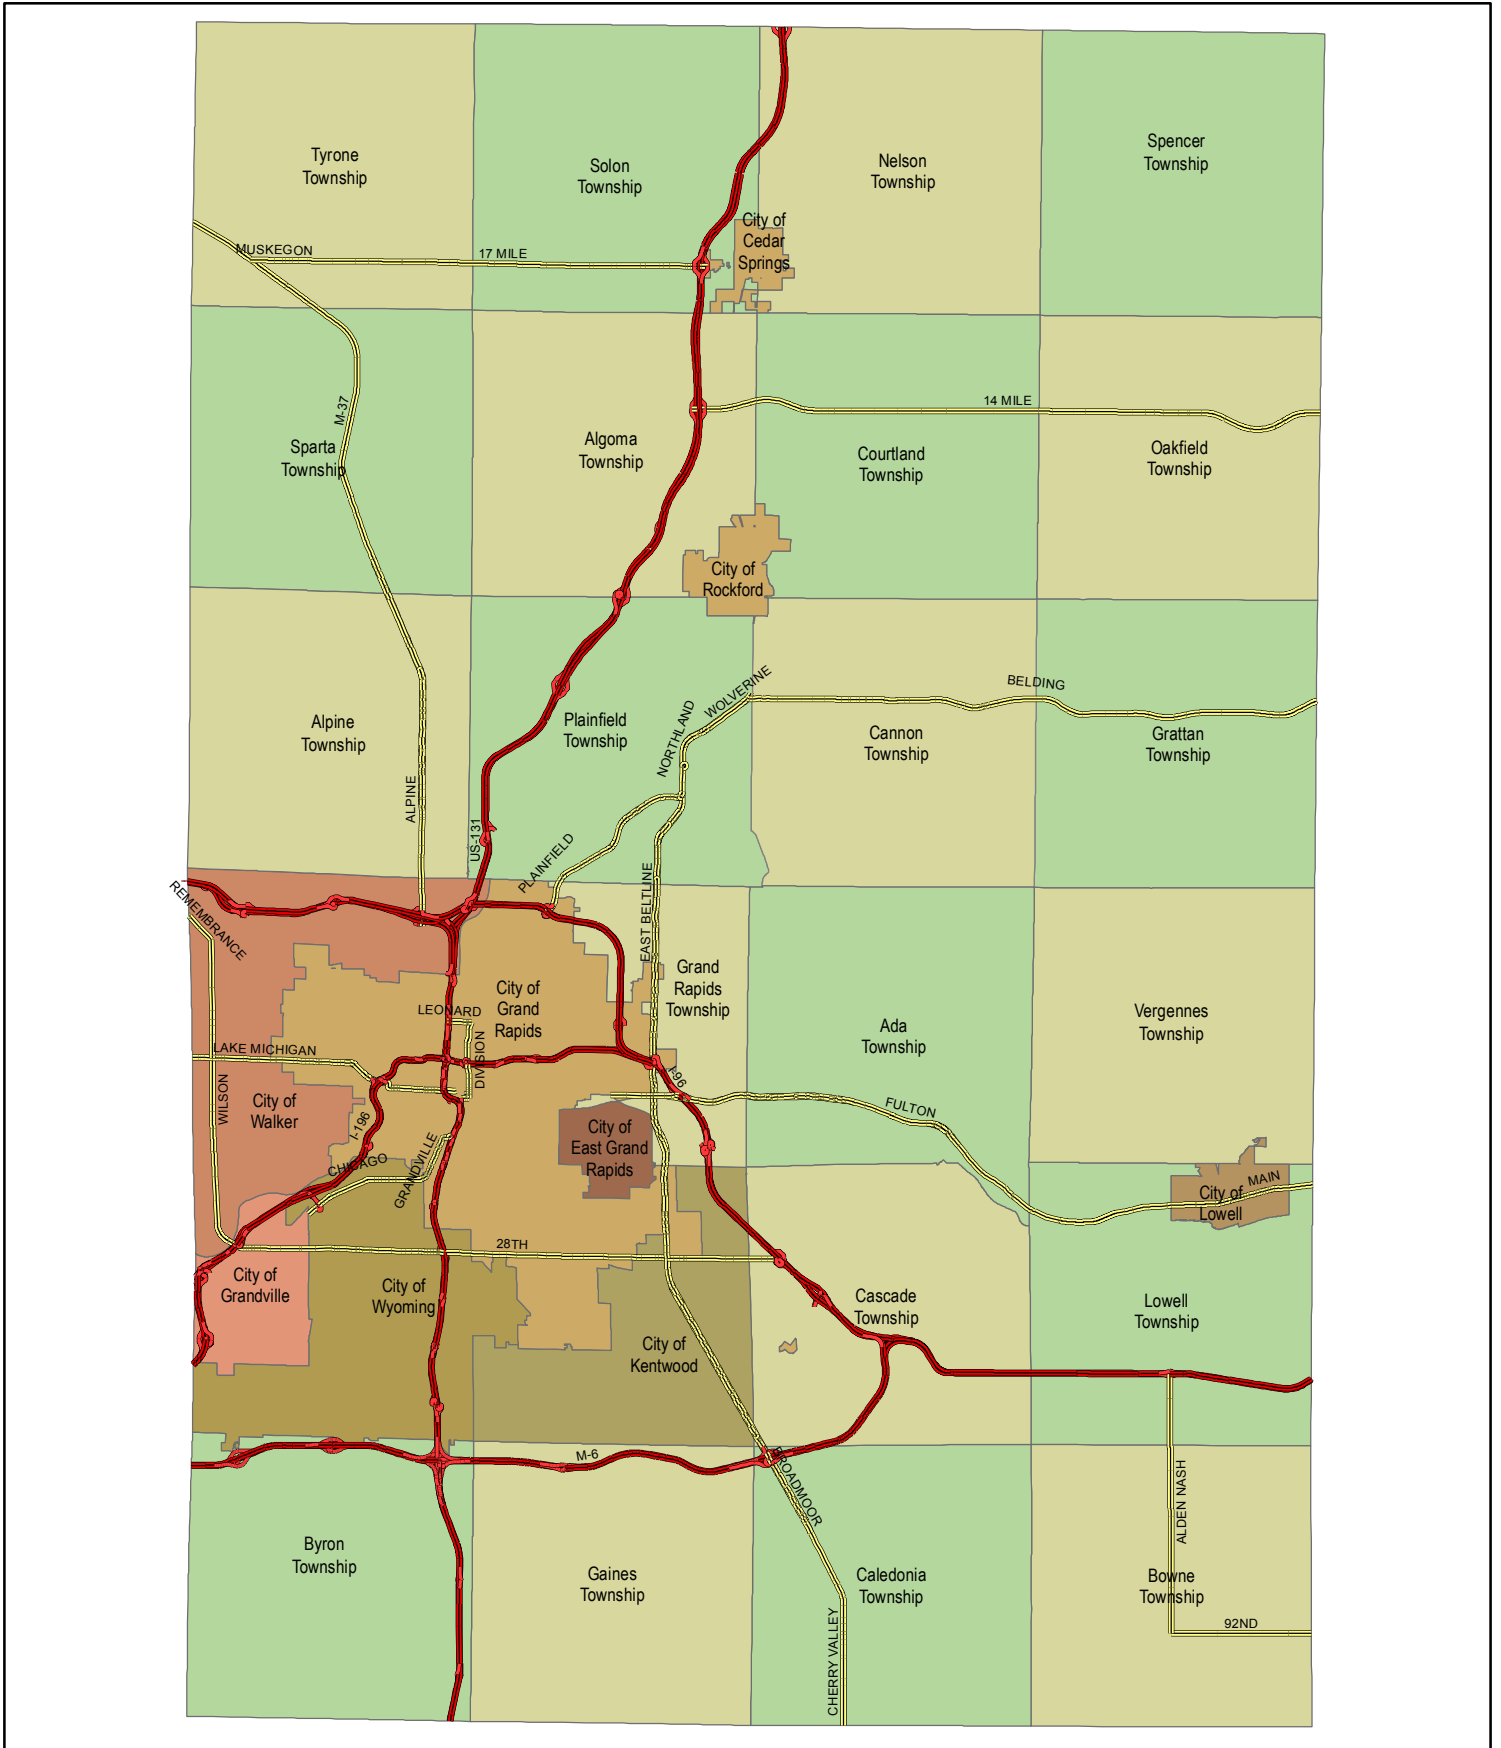 Tyrone
Township
Solon
Township
Nelson
Township
Spencer
Township
City of
Cedar
Springs
MUSKEGON
17 MILE
M-37
14 MILE
Sparta
Township
Algoma
Township
Courtland
Township
Oakfield
Township
City of
Rockford
WOLVERINE
BELDING
NORTHLAND
Alpine
Township
Plainfield
Township
Cannon
Township
Grattan
Township
ALPINE
US-131
PLAINFIELD
REMEMBRANCE
EAST BELTLINE
City of
Grand
Rapids
Grand
Rapids
Township
LEONARD
Ada
Township
Vergennes
Township
LAKE MICHIGAN
DIVISION
I-96
WILSON
City of
Walker
I-196
FULTON
City of
East Grand
Rapids
CHICAGO
GRANDVILLE
MAIN
City of
Lowell
28TH
City of
Grandville
City of
Wyoming
Cascade
Township
Lowell
Township
City of
Kentwood
M-6
BROADMOOR
ALDEN NASH
Byron
Township
Gaines
Township
Caledonia
Township
Bowne
Township
CHERRY VALLEY
92ND